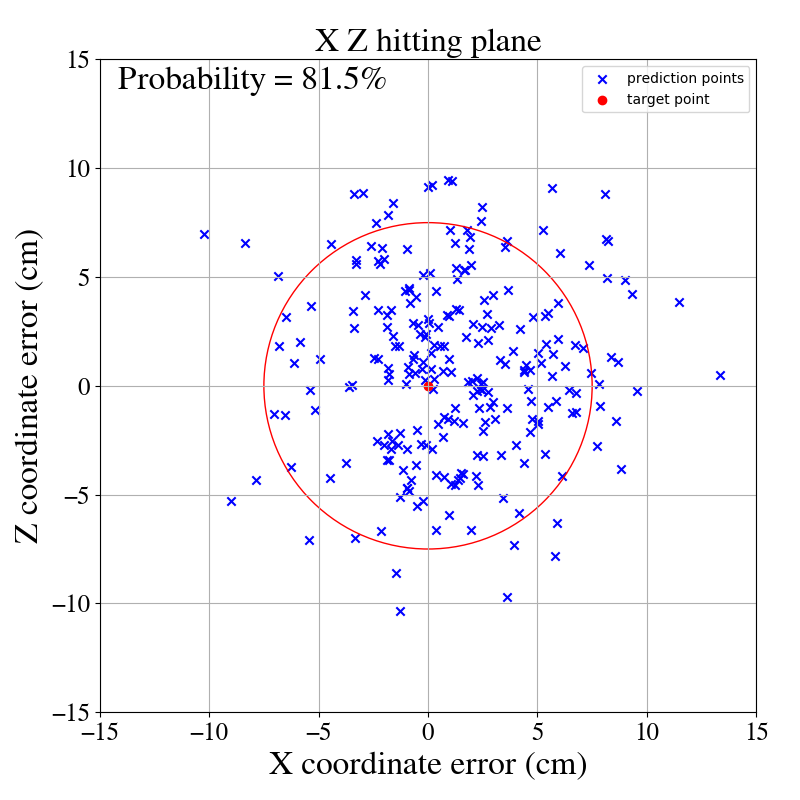 X Z hitting plane
Probability = 81.5%
prediction points
target point
15
10
5
0
−5
−10
−15
Z coordinate error (cm)
−15 −10 −5 0 5 10 15
X coordinate error (cm)